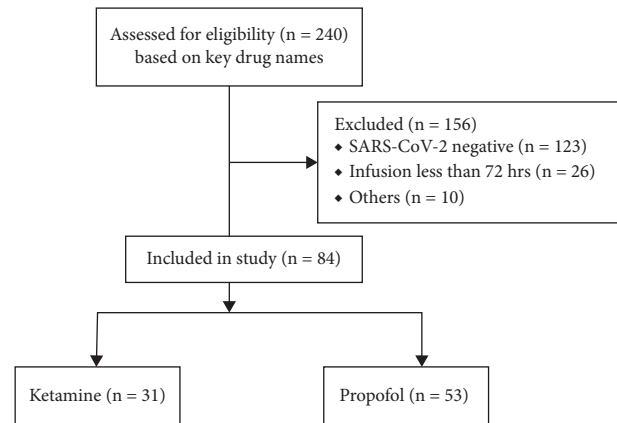 Assessed for eligibility (n = 240)
based on key drug names
Excluded (n = 156)
◆ SARS-CoV-2 negative (n = 123)
◆ Infusion less than 72 hrs (n = 26)
◆ Others (n = 10)
Included in study (n = 84)
Ketamine (n = 31)
Propofol (n = 53)